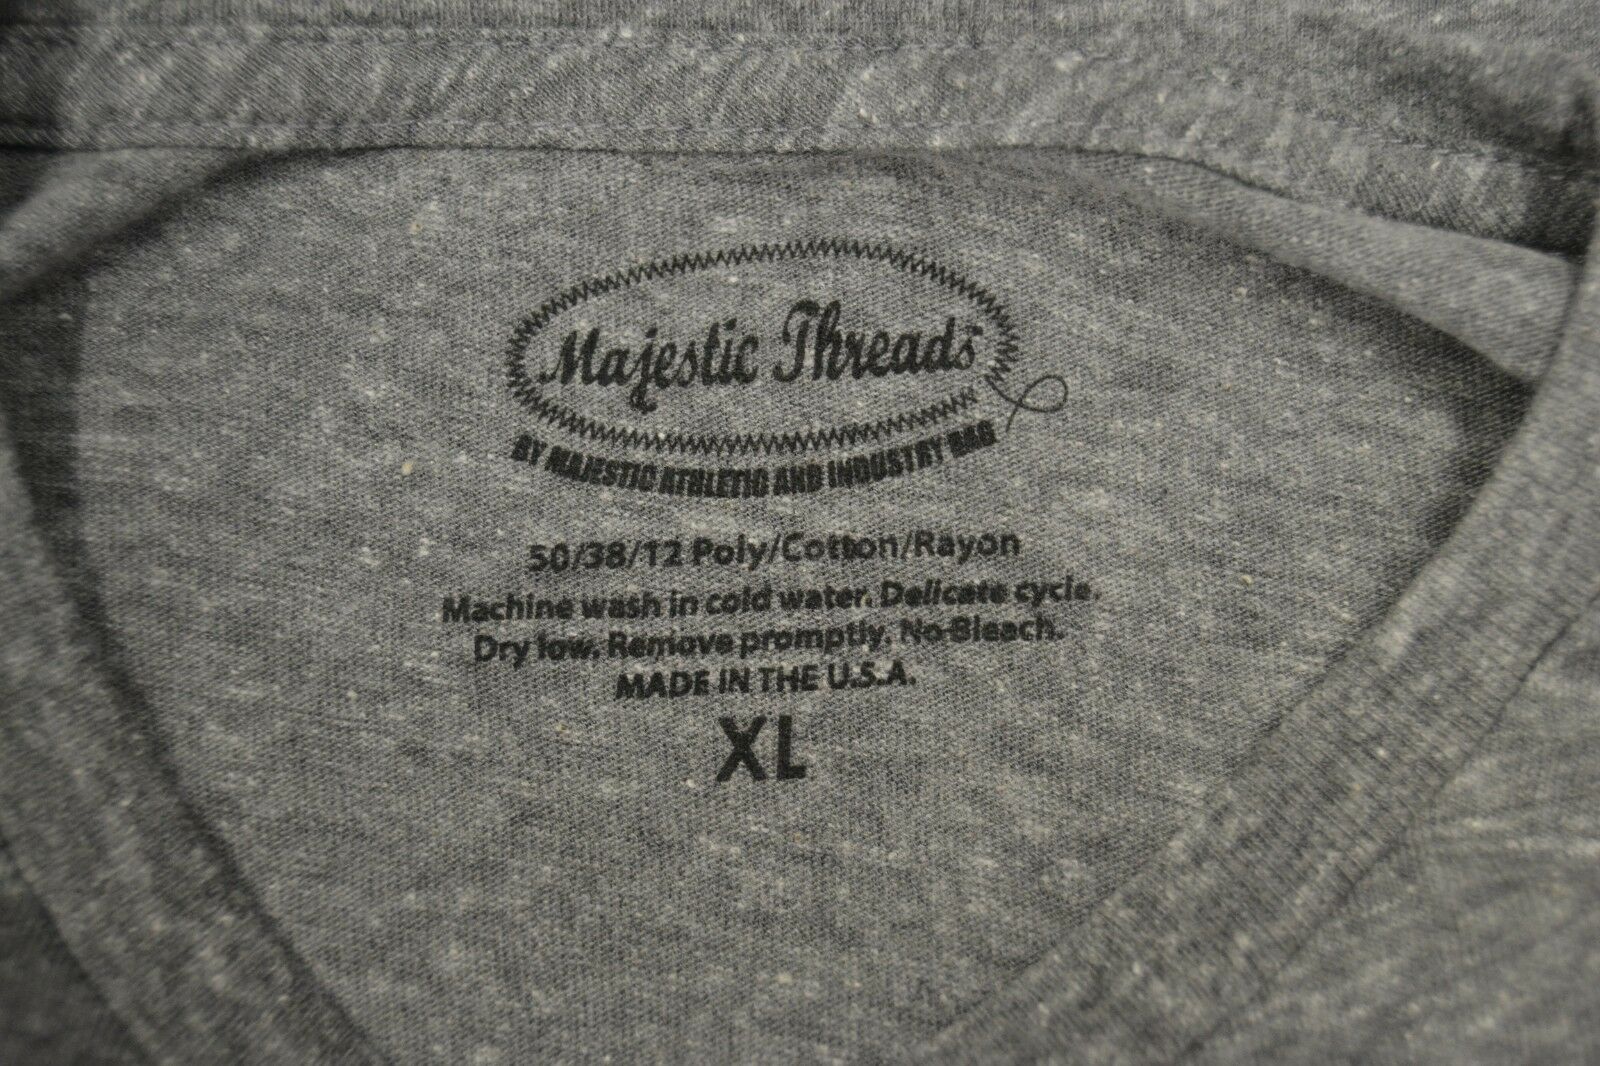 Majestic Threads™
BY MAJESTIC ATHLETIC AND INDUSTRY RAG
50/38/12 Poly/Cotton/Rayon
Machine wash in cold water. Delicate cycle.
Dry low. Remove promptly. No Bleach.
MADE IN THE U.S.A.
XL